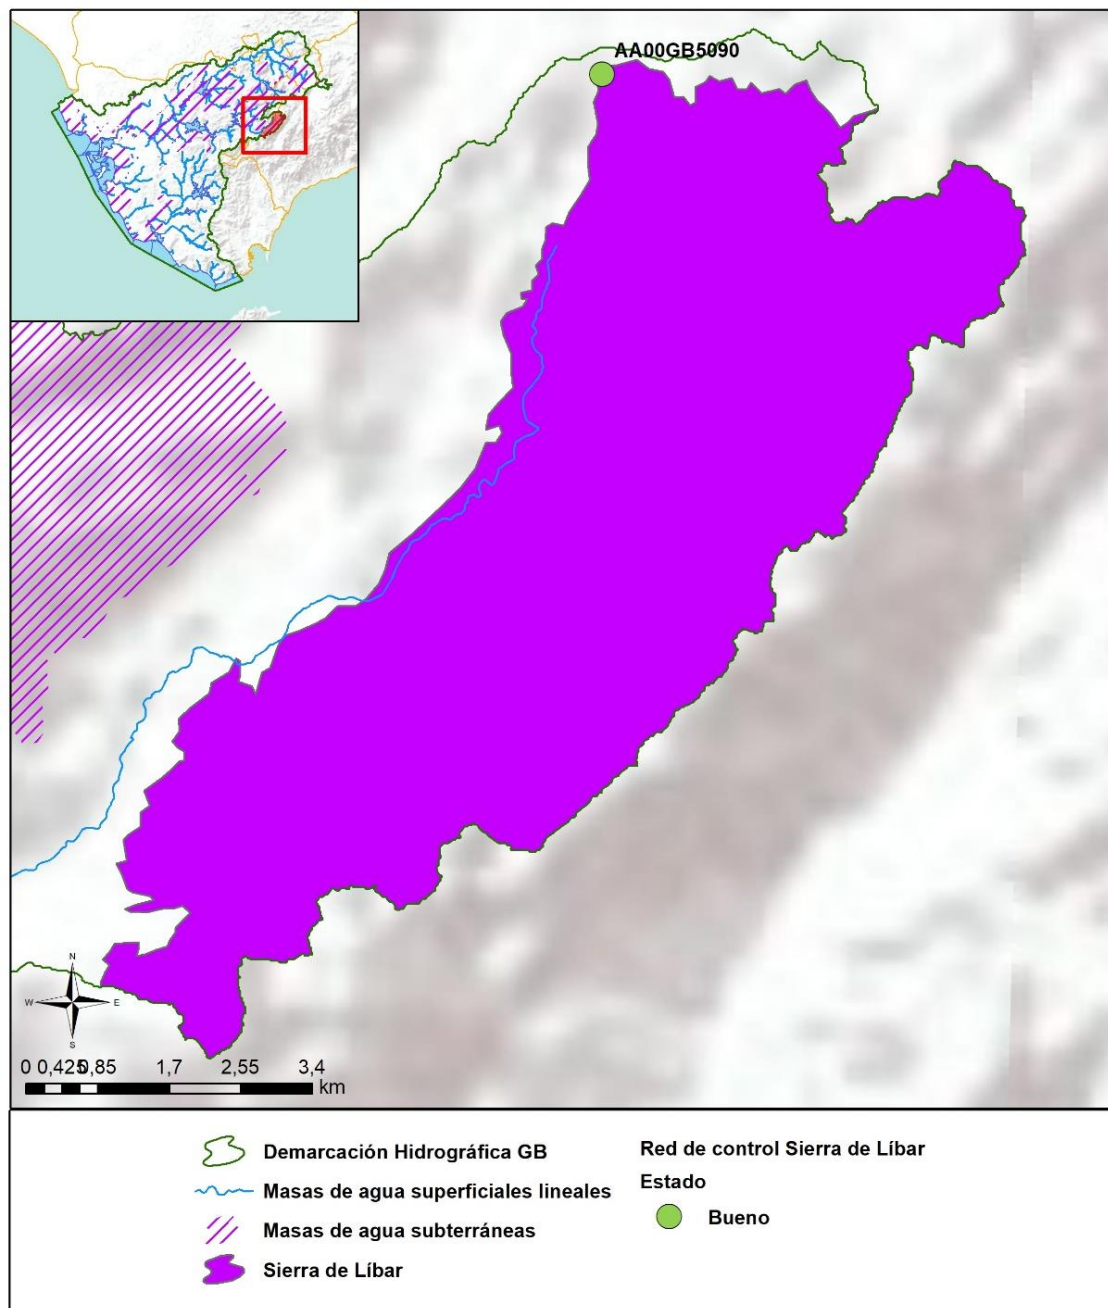 AA00GB5090
N
W E
S
0 0,425 0,85 1,7 2,55 3,4
km
Demarcación Hidrográfica GB
Masas de agua superficiales lineales
Masas de agua subterráneas
Sierra de Líbar
Red de control Sierra de Líbar
Estado
Bueno